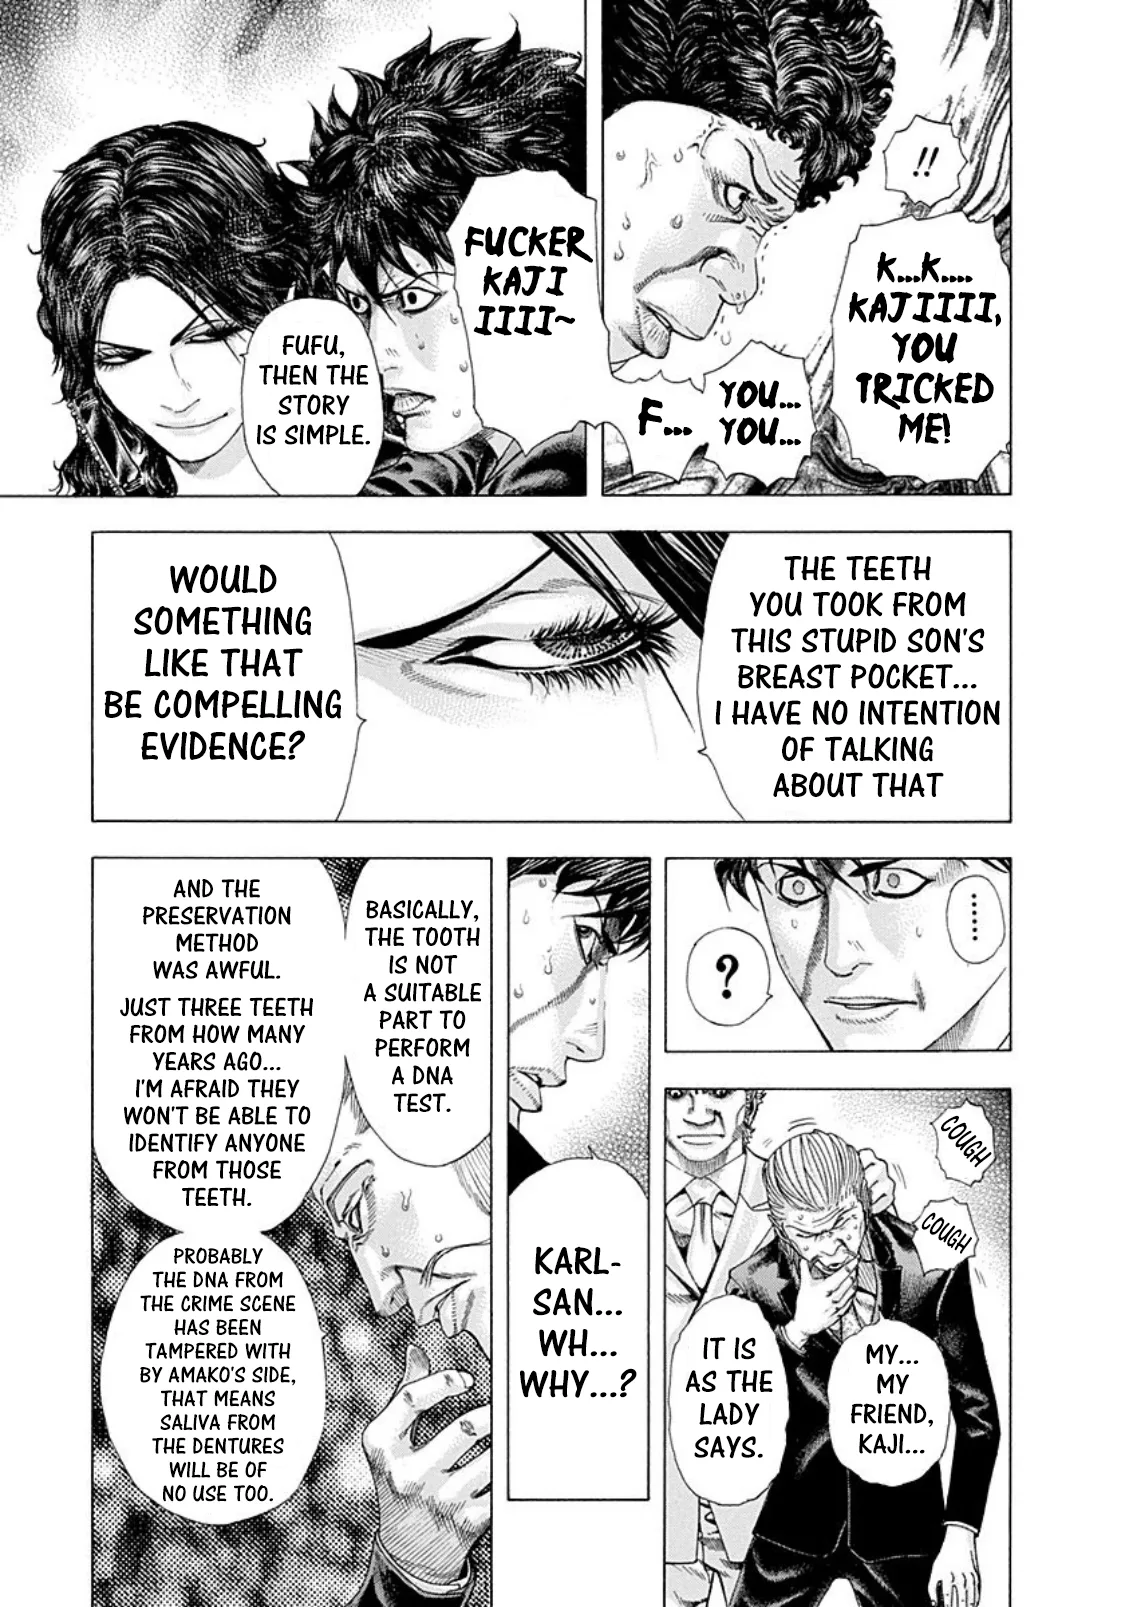 !!
K...K....
KAJIIII,
YOU
TRICKED
ME!
YOU...
YOU...
F...
FUCKER
KAJI
IIII~
FUFU,
THEN THE
STORY
IS SIMPLE.
THE TEETH
YOU TOOK FROM
THIS STUPID SON'S
BREAST POCKET...
I HAVE NO INTENTION
OF TALKING
ABOUT THAT
WOULD
SOMETHING
LIKE THAT
BE COMPELLING
EVIDENCE?
......
?
COUGH
COUGH
MY...
MY
FRIEND,
KAJI...
IT IS
AS THE
LADY
SAYS.
KARL-
SAN...
WH...
WHY...?
BASICALLY,
THE TOOTH
IS NOT
A SUITABLE
PART TO
PERFORM
A DNA
TEST.
AND THE
PRESERVATION
METHOD
WAS AWFUL.
JUST THREE TEETH
FROM HOW MANY
YEARS AGO...
I'M AFRAID THEY
WON'T BE ABLE TO
IDENTIFY ANYONE
FROM THOSE
TEETH.
PROBABLY
THE DNA FROM
THE CRIME SCENE
HAS BEEN
TAMPERED WITH
BY AMAKO'S SIDE,
THAT MEANS
SALIVA FROM
THE DENTURES
WILL BE OF
NO USE TOO.